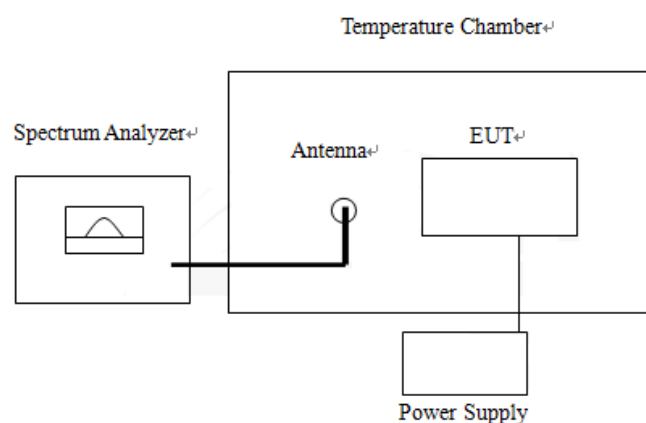 Temperature Chamber↵
Spectrum Analyzer↵
Antenna↵
EUT↵
Power Supply